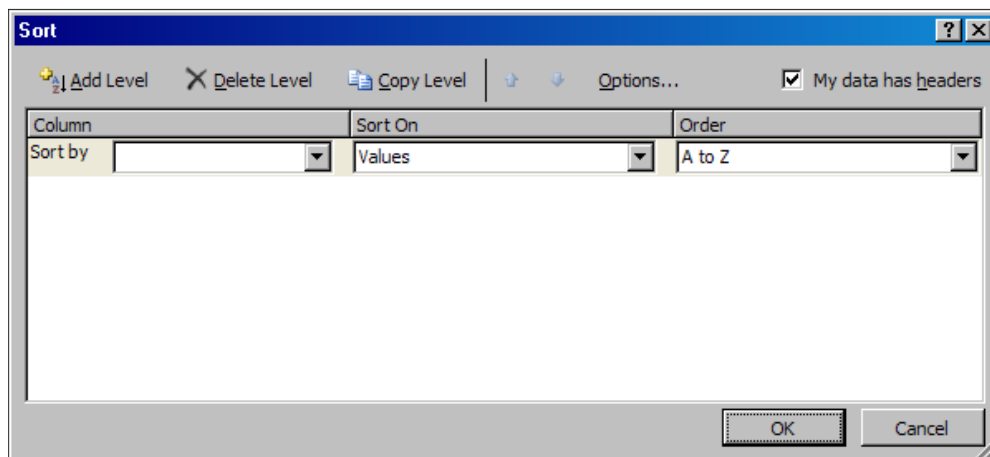 Sort
Add Level Delete Level Copy Level Options... My data has headers
Column Sort On Order
Sort by Values A to Z
OK Cancel